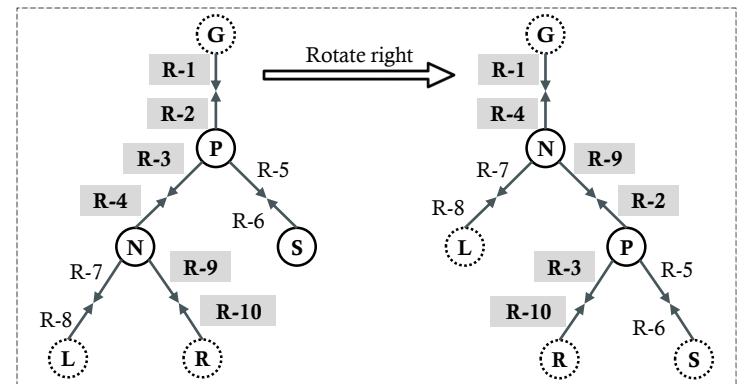 G
R-1
R-2
P
R-3
R-5
R-4
R-6
N
S
R-7
R-9
R-8
R-10
L
R
Rotate right
G
R-1
R-4
N
R-7
R-9
R-8
R-2
L
P
R-3
R-5
R-10
R-6
R
S